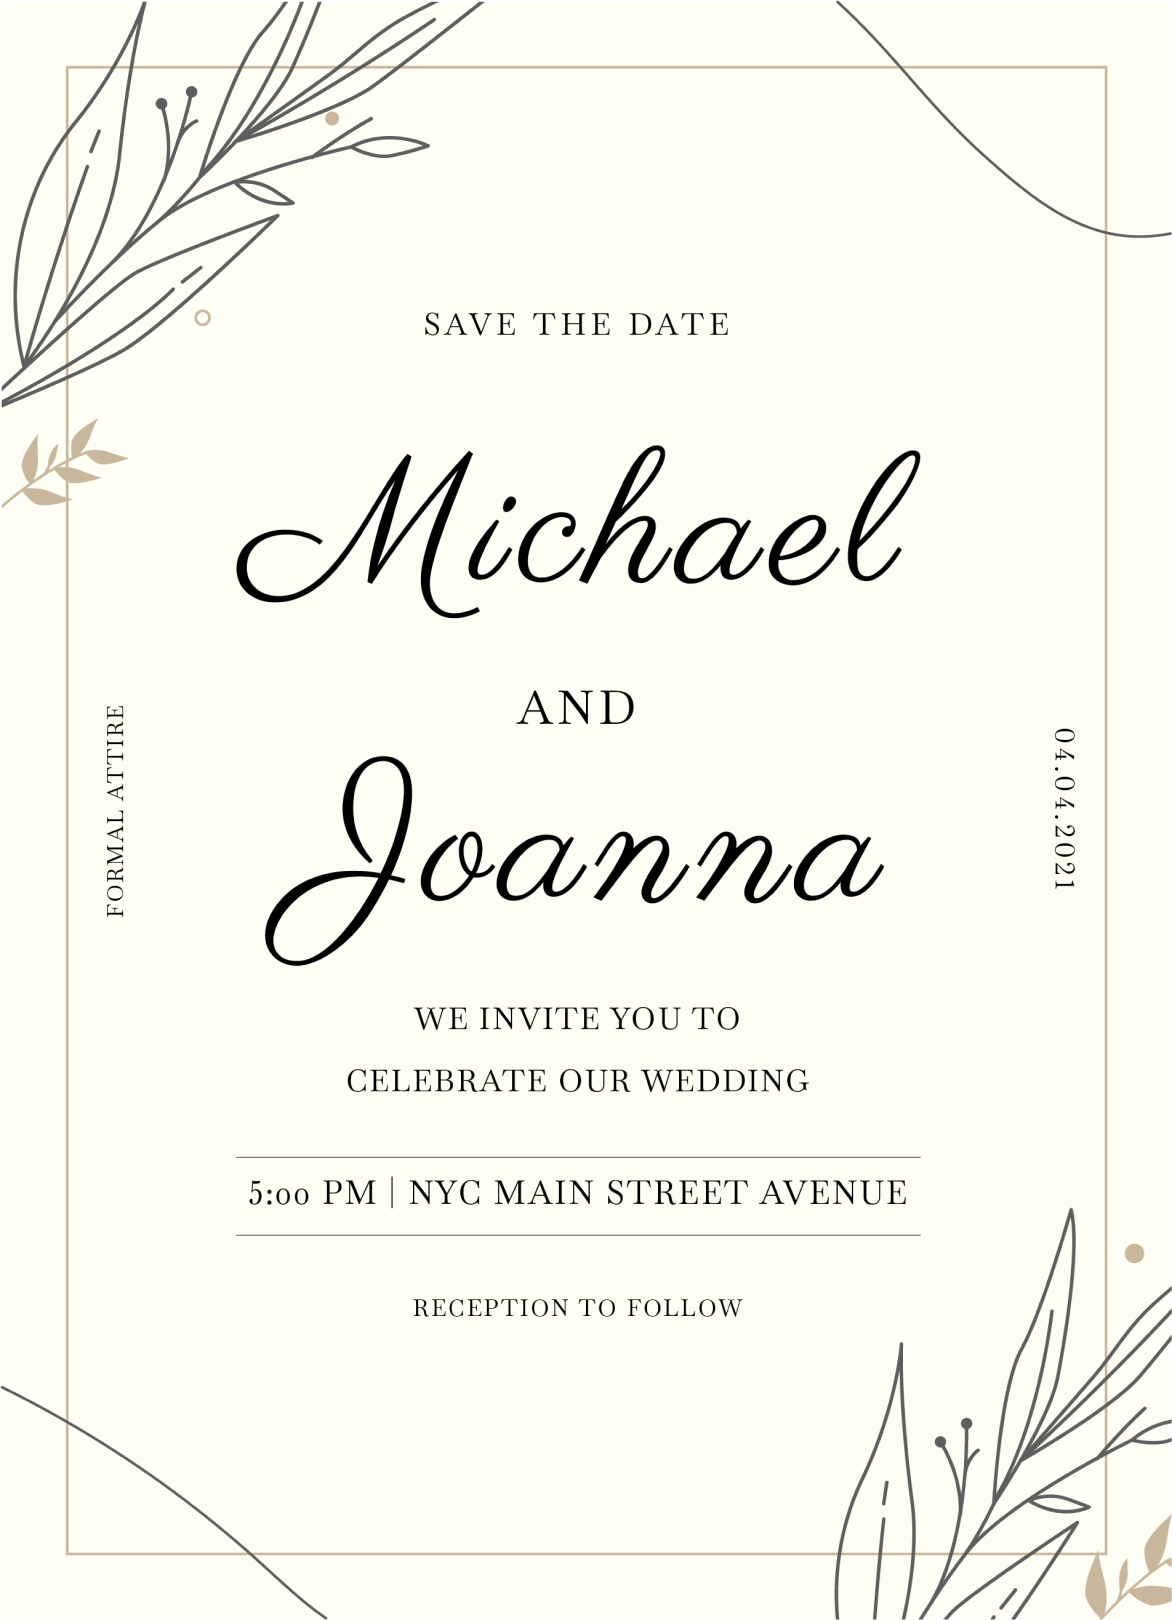 SAVE THE DATE
Michael
AND
Joanna
FORMAL ATTIRE
04.04.2021
WE INVITE YOU TO
CELEBRATE OUR WEDDING
5:00 PM | NYC MAIN STREET AVENUE
RECEPTION TO FOLLOW